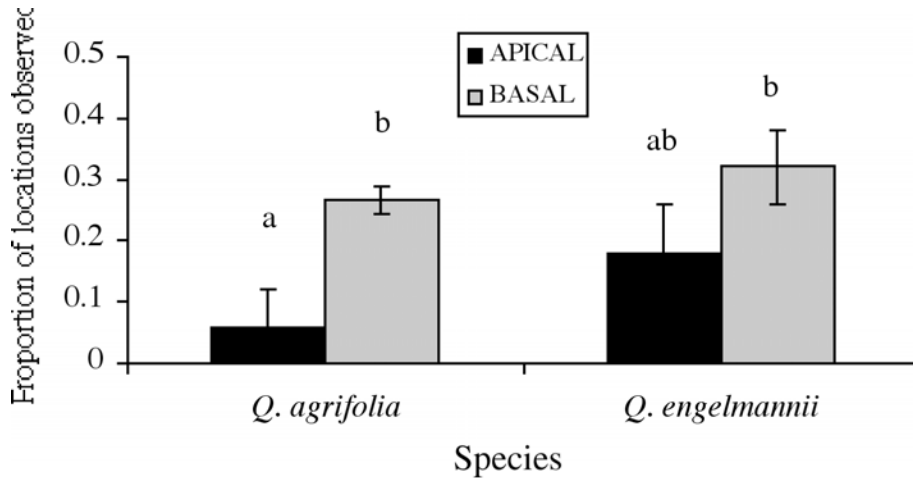 Proportion of locations observed
0.5
APICAL
BASAL
0.4
b
b
ab
0.3
a
0.2
0.1
0
Q. agrifolia
Q. engelmannii
Species